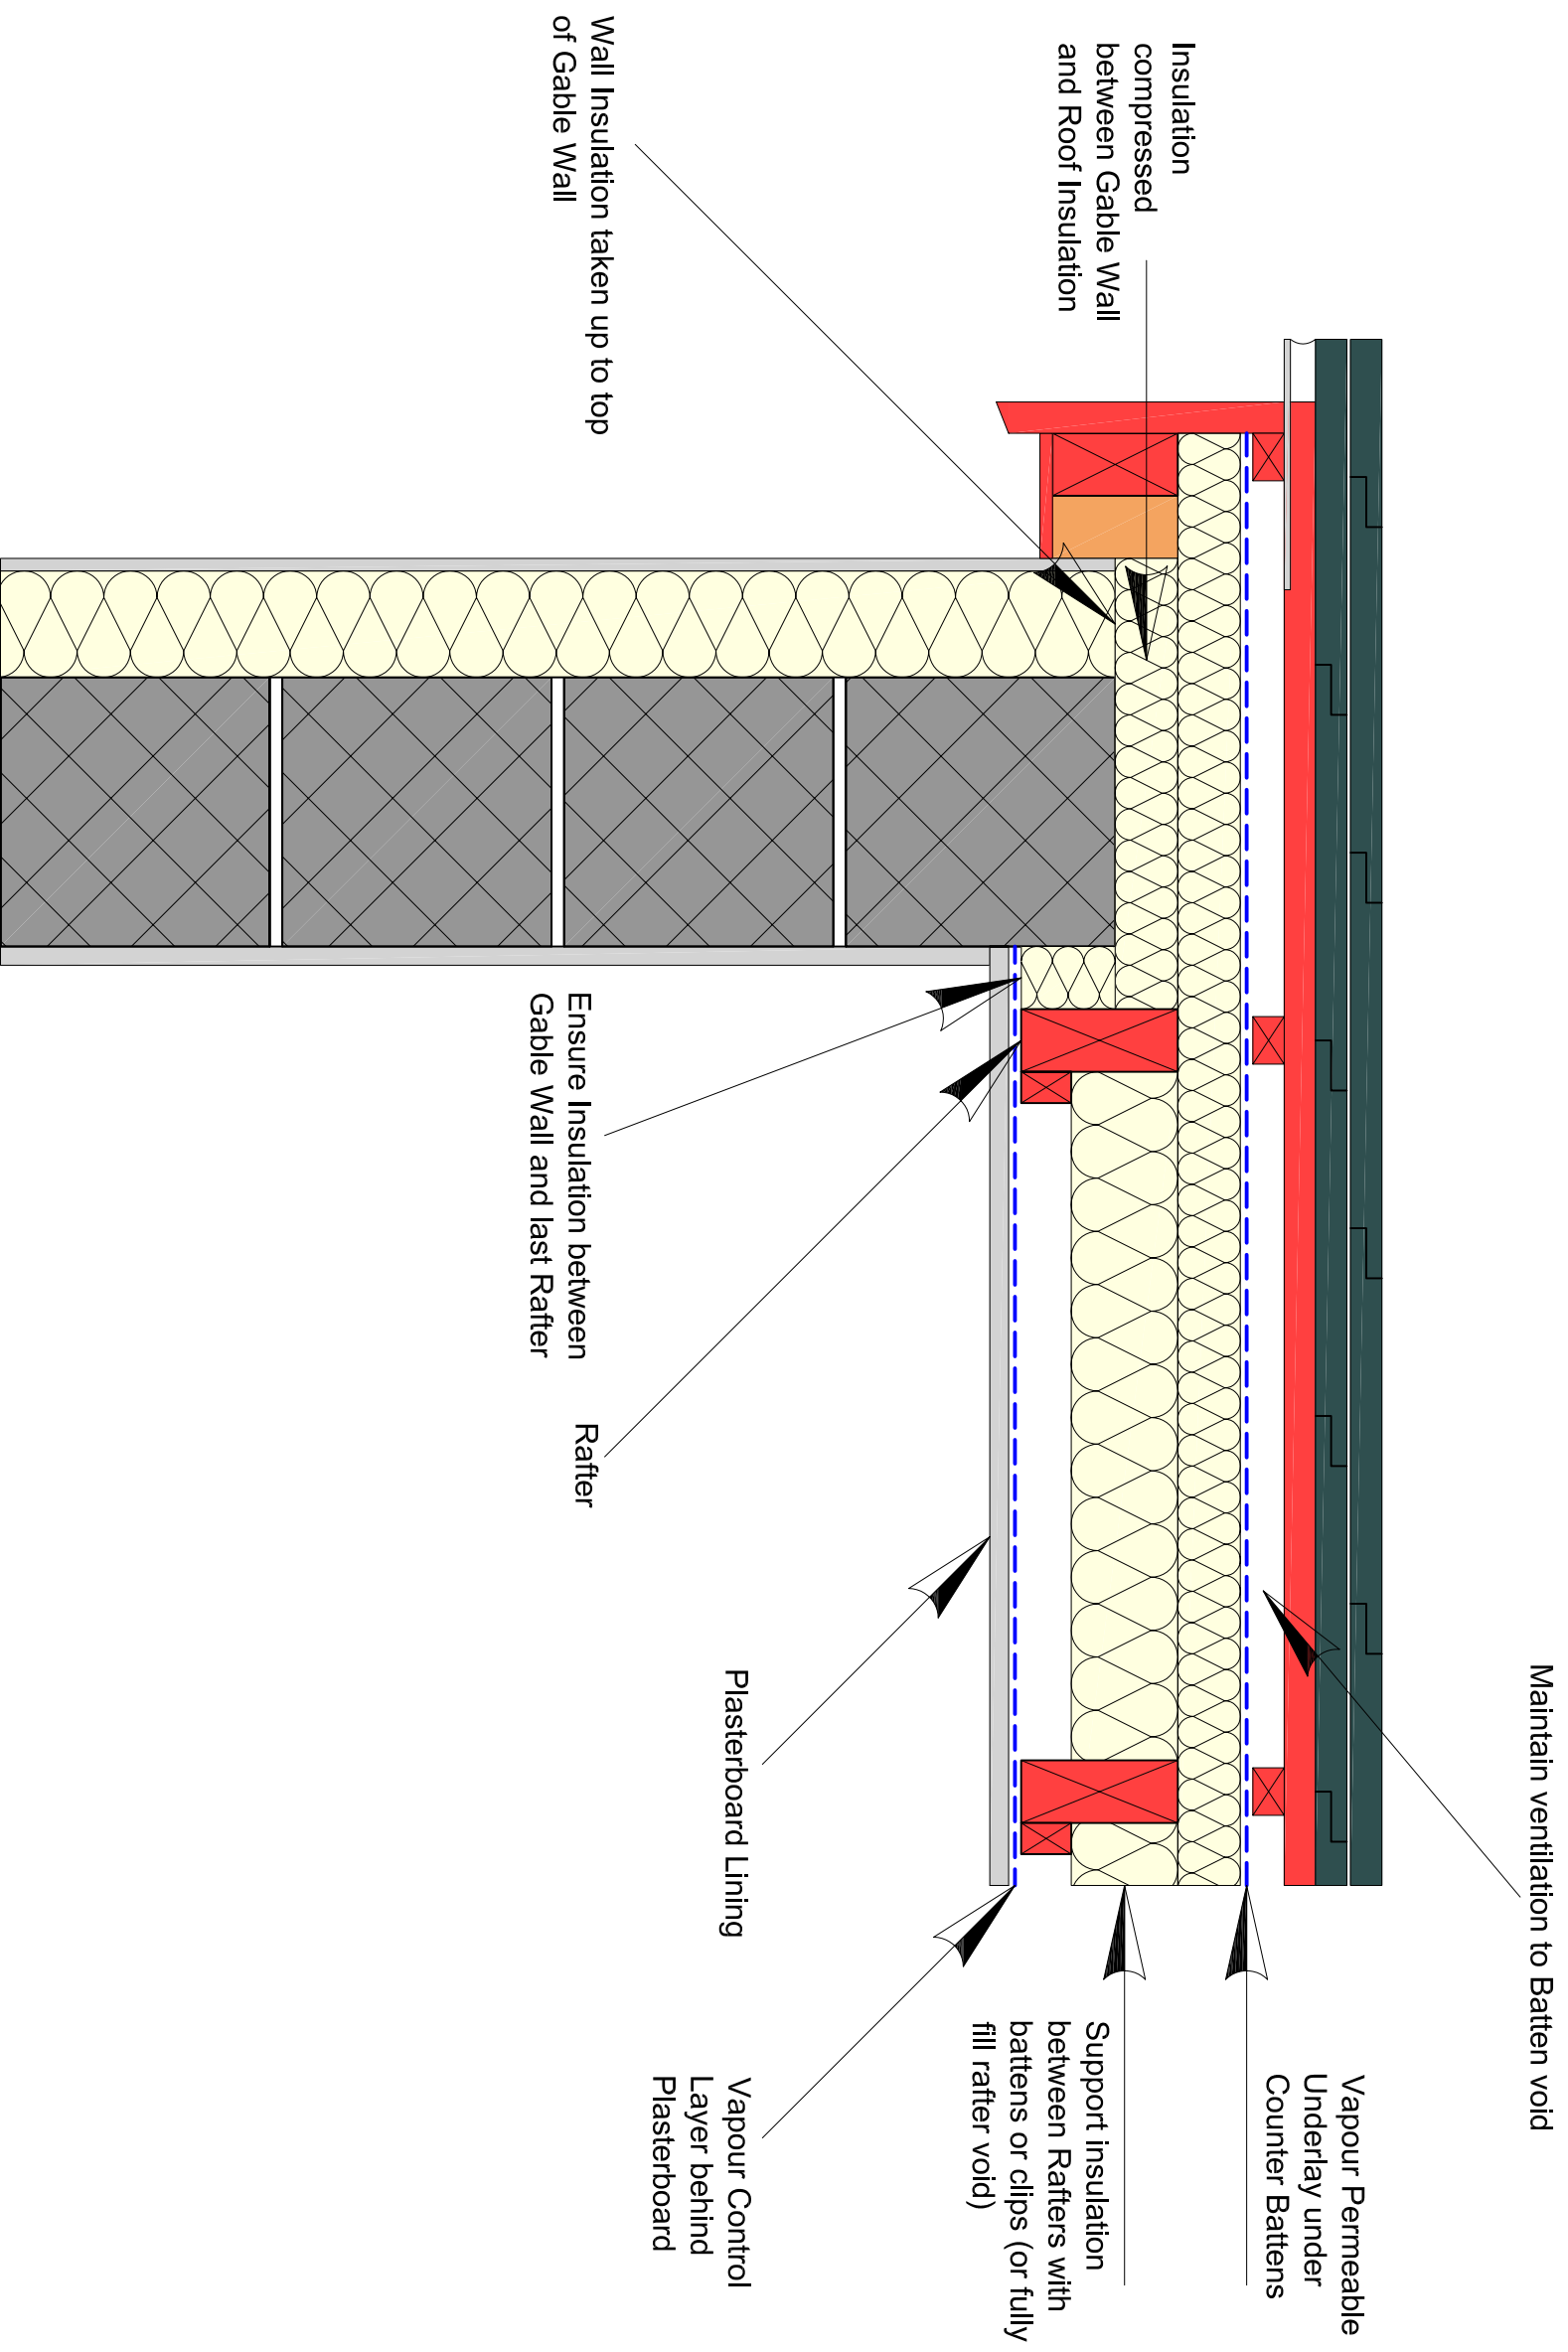 Maintain ventilation to Batten void
Vapour Permeable
Underlay under
Counter Battens
Insulation
compressed
between Gable Wall
and Roof Insulation
Support insulation
between Rafters with
battens or clips (or fully
fill rafter void)
Vapour Control
Layer behind
Plasterboard
Plasterboard Lining
Wall Insulation taken up to top
of Gable Wall
Rafter
Ensure Insulation between
Gable Wall and last Rafter